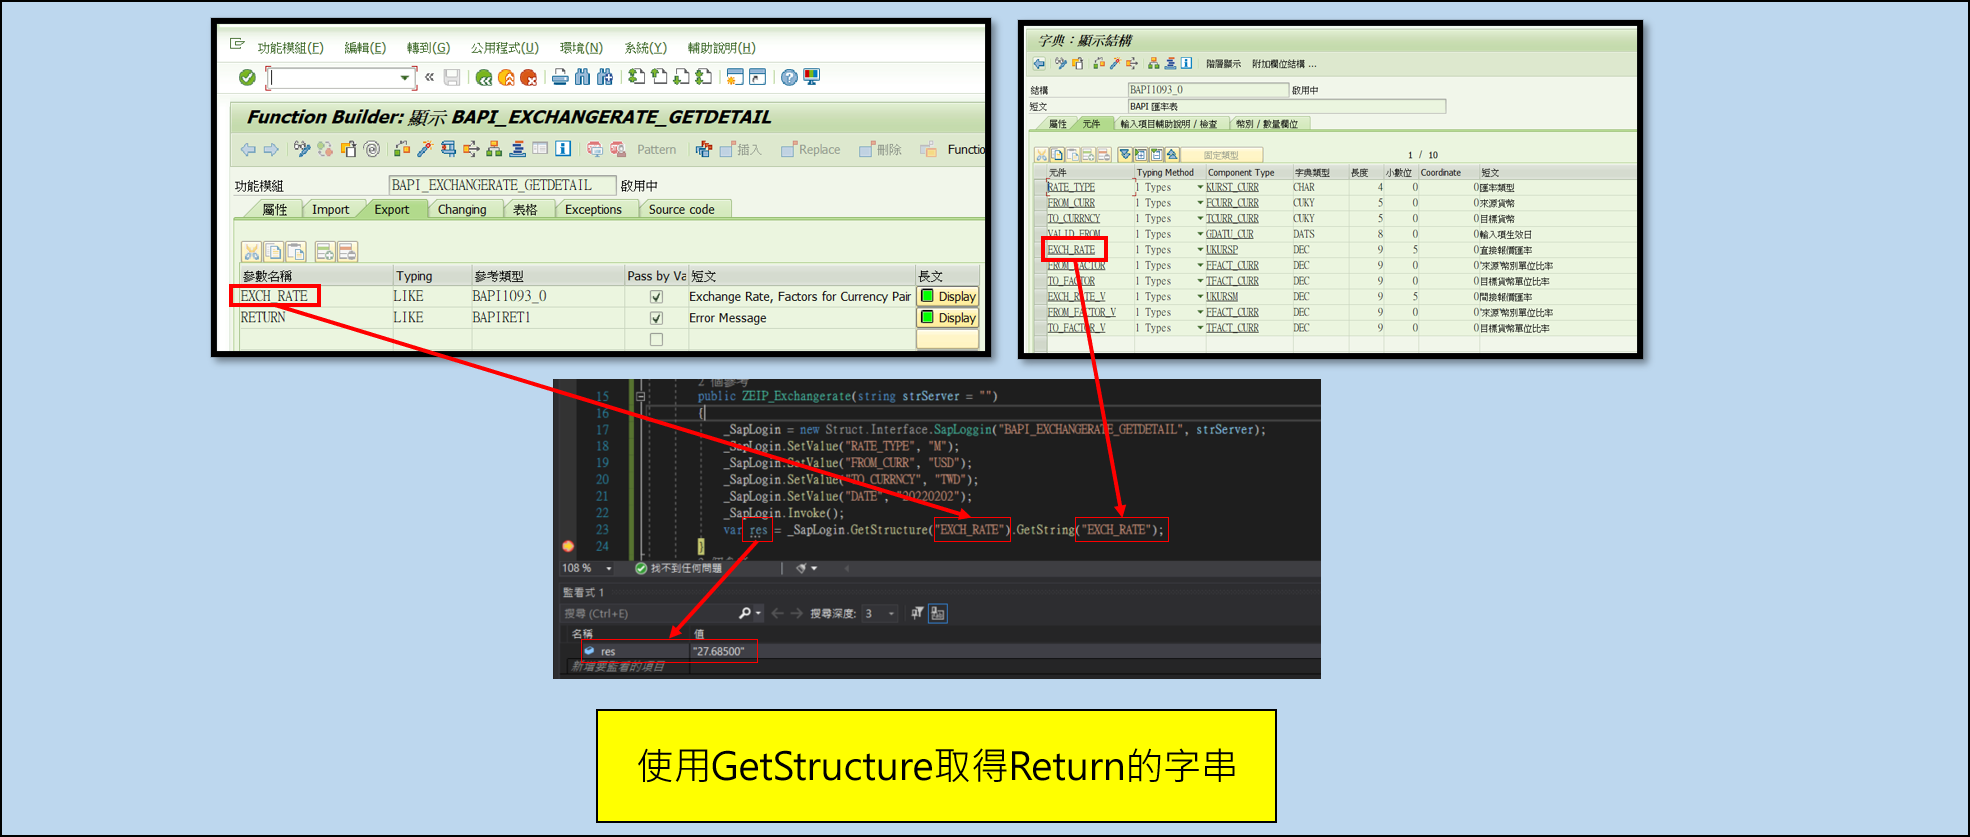 功能模組(F) 編輯(E) 轉到(G) 公用程式(U) 環境(N) 系統(Y) 輔助說明(H)
Function Builder: 顯示 BAPI_EXCHANGERATE_GETDETAIL
Pattern 插入 Replace 刪除 Functio
功能模組 BAPI_EXCHANGERATE_GETDETAIL 啟用中
屬性 Import Export Changing 表格 Exceptions Source code
參數名稱 Typing 參考類型 Pass by Va 短文 長文
EXCH_RATE LIKE BAPI1093_0 Exchange Rate, Factors for Currency Pair Display
RETURN LIKE BAPIRET1 Error Message Display
字典：顯示結構
階層顯示 附加欄位結構 ...
結構 BAPI1093_0 啟用中
短文 BAPI 匯率表
屬性 元件 輸入項目輔助說明 / 檢查 幣別 / 數量欄位
固定類型 1 / 10
元件 Typing Method Component Type 字典類型 長度 小數位 Coordinate 短文
RATE_TYPE 1 Types KURST_CURR CHAR 4 0 0 匯率類型
FROM_CURR 1 Types FCURR_CURR CUKY 5 0 0 來源貨幣
TO_CURRNCY 1 Types TCURR_CURR CUKY 5 0 0 目標貨幣
VALID_FROM 1 Types GDATU_CUR DATS 8 0 0 輸入項生效日
EXCH_RATE 1 Types UKURSP DEC 9 5 0 直接報價匯率
FROM_FACTOR 1 Types FFACT_CURR DEC 9 0 0 '來源'幣別單位比率
TO_FACTOR 1 Types TFACT_CURR DEC 9 0 0 目標貨幣單位比率
EXCH_RATE_V 1 Types UKURSM DEC 9 5 0 間接報價匯率
FROM_FACTOR_V 1 Types FFACT_CURR DEC 9 0 0 '來源'幣別單位比率
TO_FACTOR_V 1 Types TFACT_CURR DEC 9 0 0 目標貨幣單位比率
2 個參考
15 public ZEIP_Exchangerate(string strServer = "")
16 {
17 _SapLogin = new Struct.Interface.SapLoggin("BAPI_EXCHANGERATE_GETDETAIL", strServer);
18 _SapLogin.SetValue("RATE_TYPE", "M");
19 _SapLogin.SetValue("FROM_CURR", "USD");
20 _SapLogin.SetValue("TO_CURRNCY", "TWD");
21 _SapLogin.SetValue("DATE", "20220202");
22 _SapLogin.Invoke();
23 var res = _SapLogin.GetStructure("EXCH_RATE").GetString("EXCH_RATE");
24 }
108 % 找不到任何問題
監看式 1
搜尋 (Ctrl+E) 搜尋深度: 3
名稱 值
res "27.68500"
新增要監看的項目
使用GetStructure取得Return的字串